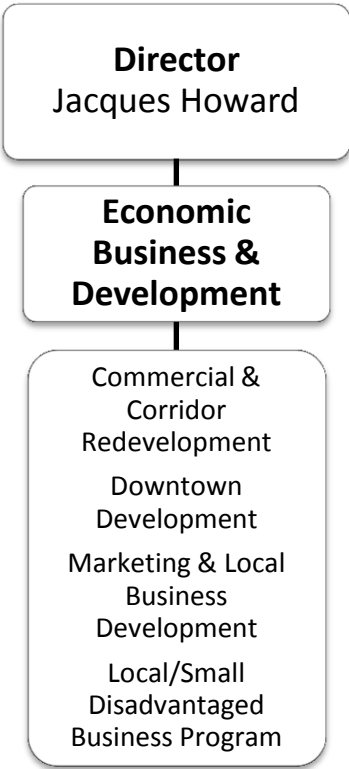 Director
Jacques Howard
Economic
Business &
Development
Commercial &
Corridor
Redevelopment
Downtown
Development
Marketing & Local
Business
Development
Local/Small
Disadvantaged
Business Program